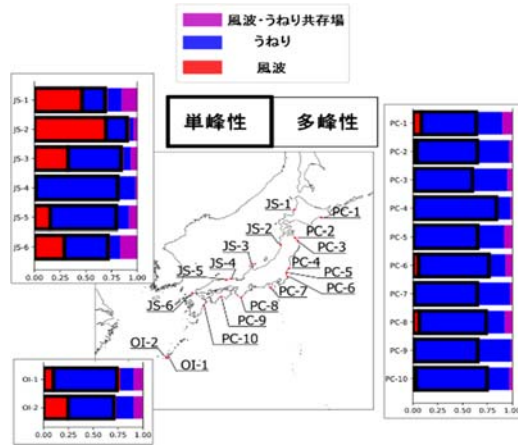 風波・うねり共存場
うねり
風波
単峰性
多峰性
JS-1
JS-2
JS-3
JS-4
JS-5
JS-6
0.00 0.25 0.50 0.75 1.00
OI-1
OI-2
0.00 0.25 0.50 0.75 1.00
JS-1
PC-1
JS-2
PC-2
PC-3
JS-3
PC-4
JS-4
PC-5
JS-5
PC-6
PC-7
JS-6
PC-8
PC-9
PC-10
OI-2
OI-1
PC-1
PC-2
PC-3
PC-4
PC-5
PC-6
PC-7
PC-8
PC-9
PC-10
0.00 0.25 0.50 0.75 1.00